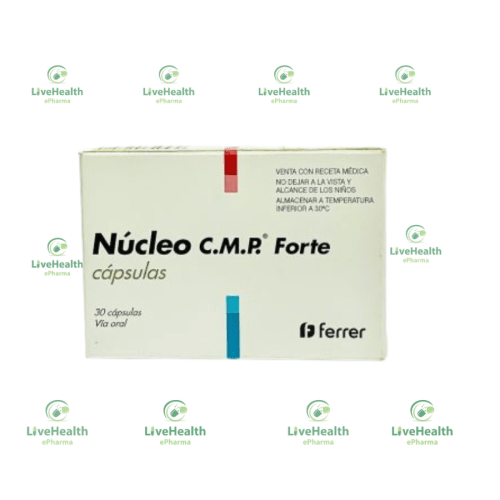 LiveHealth
ePharma
LiveHealth
ePharma
LiveHealth
ePharma
LiveHealth
ePharma
VENTA CON RECETA MÉDICA
NO DEJAR A LA VISTA Y
ALCANCE DE LOS NIÑOS
ALMACENAR A TEMPERATURA
INFERIOR A 30ºC
Núcleo C.M.P.® Forte
cápsulas
LiveHealth
ePharma
LiveHealth
ePharma
30 cápsulas
Vía oral
ferrer
LiveHealth
ePharma
LiveHealth
ePharma
LiveHealth
ePharma
LiveHealth
ePharma